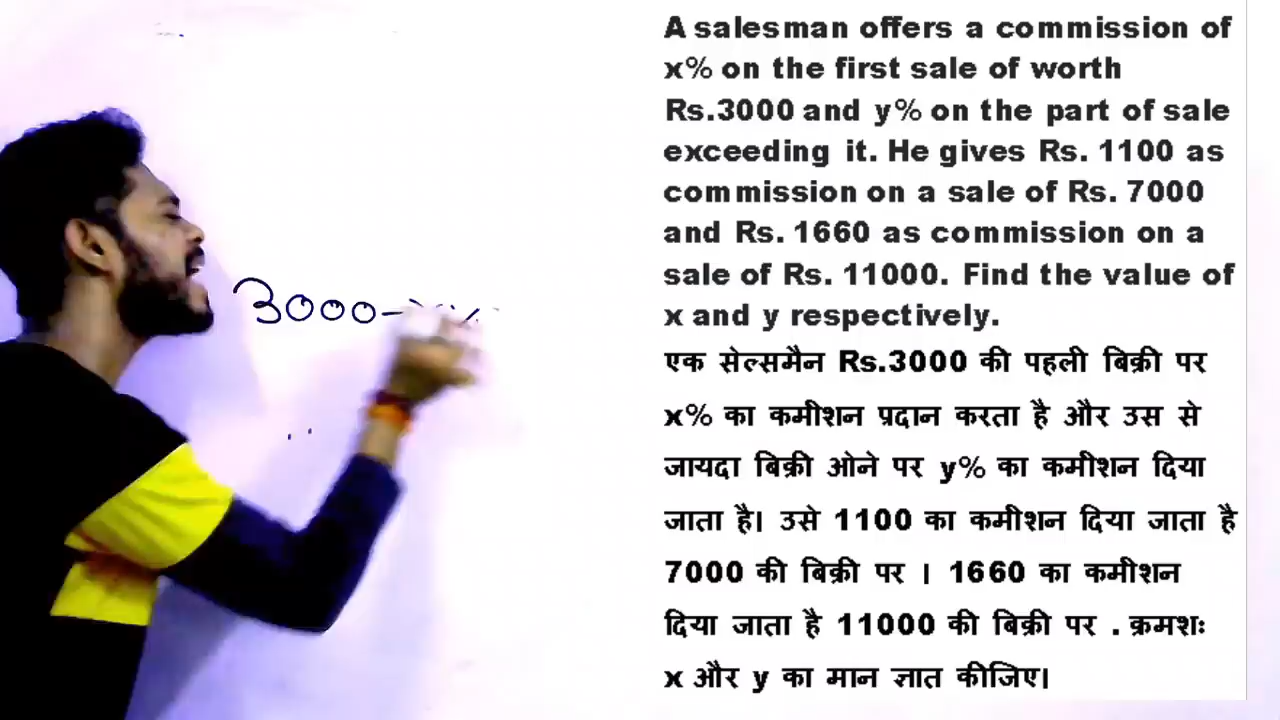 A salesman offers a commission of
x% on the first sale of worth
Rs.3000 and y% on the part of sale
exceeding it. He gives Rs. 1100 as
commission on a sale of Rs. 7000
and Rs. 1660 as commission on a
sale of Rs. 11000. Find the value of
x and y respectively.
एक सेल्समैन Rs.3000 की पहली बिक्री पर
x% का कमीशन प्रदान करता है और उस से
जायदा बिक्री ओने पर y% का कमीशन दिया
जाता है। उसे 1100 का कमीशन दिया जाता है
7000 की बिक्री पर । 1660 का कमीशन
दिया जाता है 11000 की बिक्री पर . क्रमशः
x और y का मान ज्ञात कीजिए।
3000-